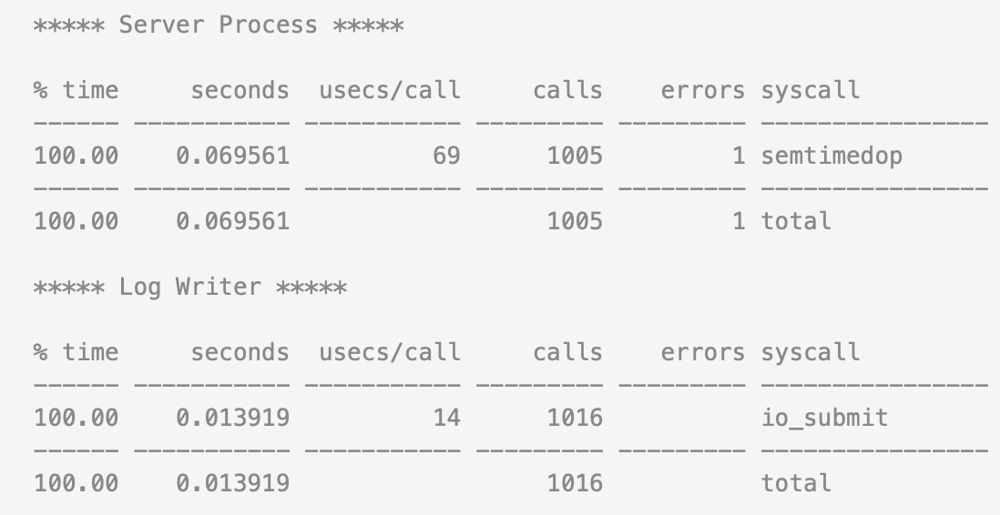 ***** Server Process *****
% time     seconds  usecs/call     calls    errors syscall
------ ----------- ----------- --------- --------- ----------------
100.00    0.069561          69      1005         1 semtimedop
------ ----------- ----------- --------- --------- ----------------
100.00    0.069561                  1005         1 total
***** Log Writer *****
% time     seconds  usecs/call     calls    errors syscall
------ ----------- ----------- --------- --------- ----------------
100.00    0.013919          14      1016           io_submit
------ ----------- ----------- --------- --------- ----------------
100.00    0.013919                  1016           total